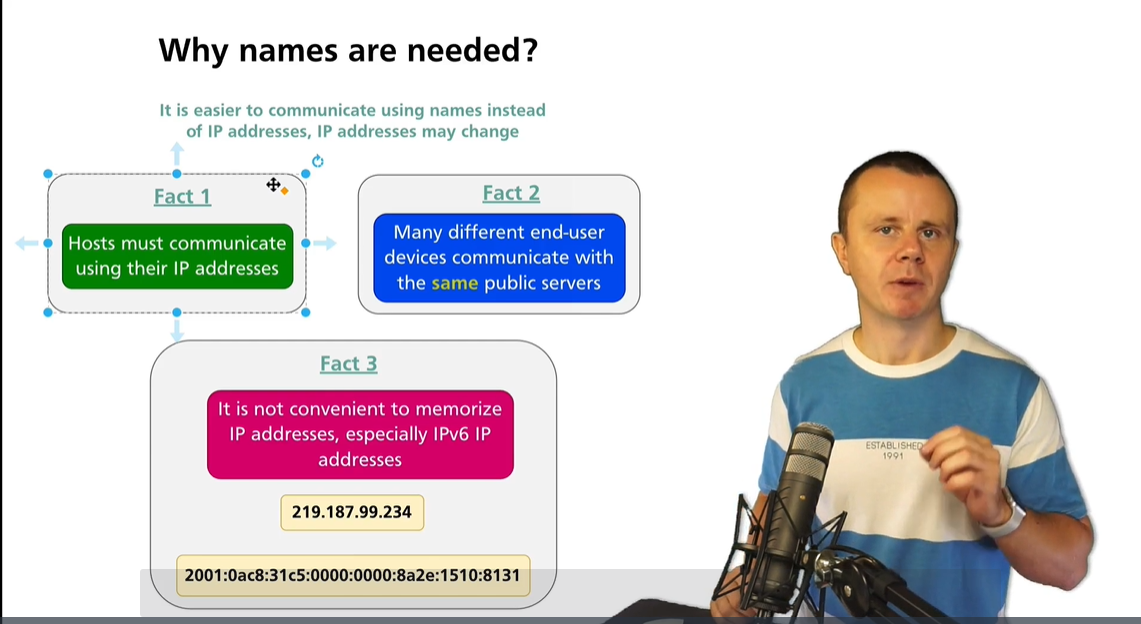 Why names are needed?
It is easier to communicate using names instead
of IP addresses, IP addresses may change
Fact 1
Hosts must communicate
using their IP addresses
Fact 2
Many different end-user
devices communicate with
the same public servers
Fact 3
It is not convenient to memorize
IP addresses, especially IPv6 IP
addresses
219.187.99.234
2001:0ac8:31c5:0000:0000:8a2e:1510:8131
ESTABLISHED
1991